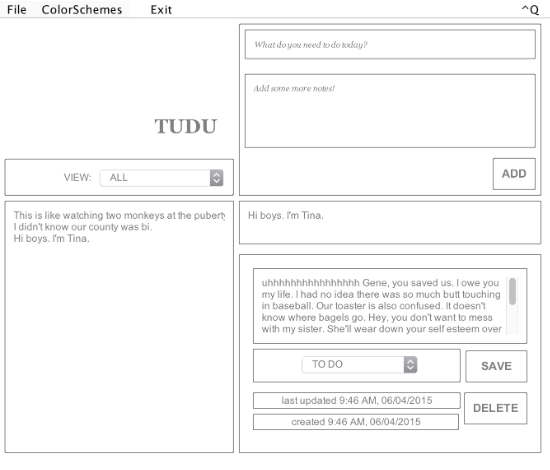 File ColorSchemes Exit ^Q
What do you need to do today?
Add some more notes!
TUDU
ADD
VIEW: ALL
This is like watching two monkeys at the puberty
I didn't know our county was bi.
Hi boys. I'm Tina.
Hi boys. I'm Tina.
uhhhhhhhhhhhhhhhh Gene, you saved us. I owe you
my life. I had no idea there was so much butt touching
in baseball. Our toaster is also confused. It doesn't
know where bagels go. Hey, you don't want to mess
with my sister. She'll wear down your self esteem over
TO DO
SAVE
last updated 9:46 AM, 06/04/2015
DELETE
created 9:46 AM, 06/04/2015